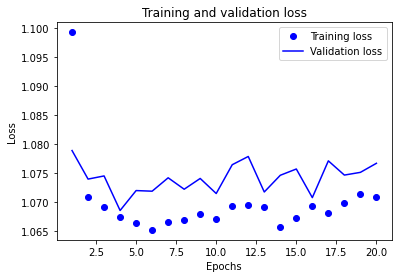 Training and validation loss
Training loss
Validation loss
1.100
1.095
1.090
1.085
1.080
1.075
1.070
1.065
Loss
2.5 5.0 7.5 10.0 12.5 15.0 17.5 20.0
Epochs